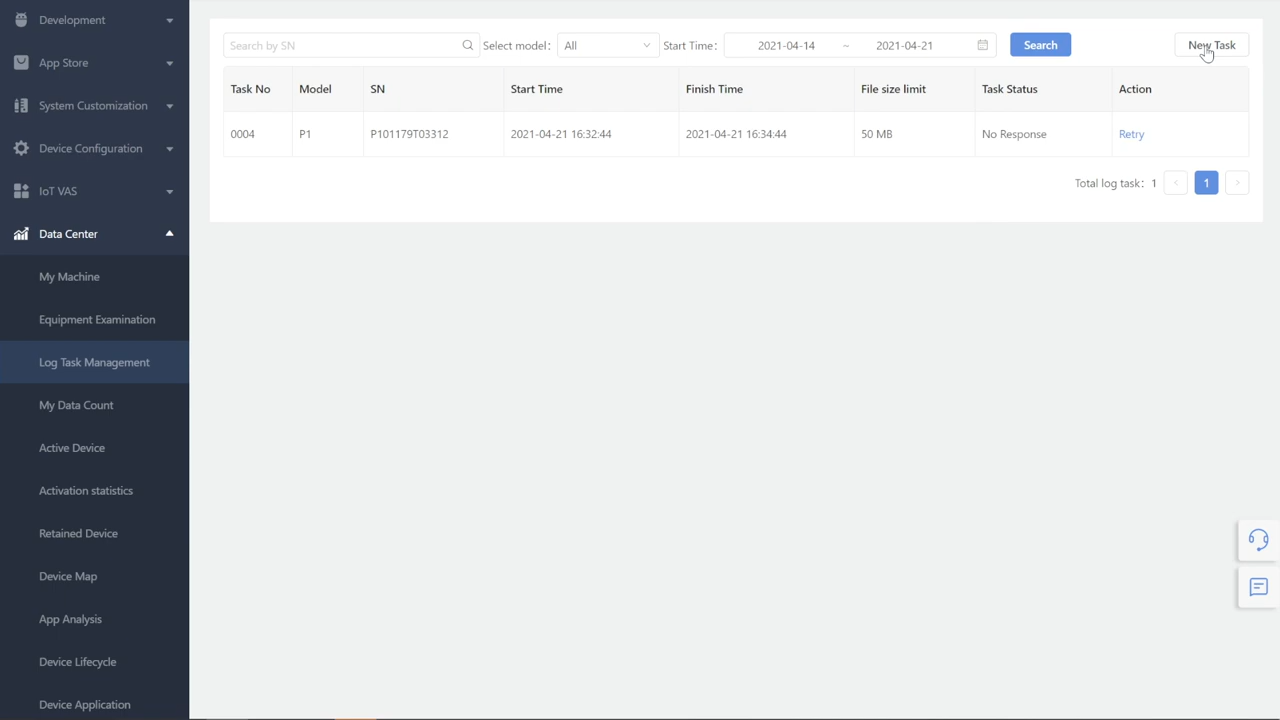 Development
App Store
System Customization
Device Configuration
IoT VAS
Data Center
My Machine
Equipment Examination
Log Task Management
My Data Count
Active Device
Activation statistics
Retained Device
Device Map
App Analysis
Device Lifecycle
Device Application
Search by SN Select model: All Start Time: 2021-04-14 ~ 2021-04-21 Search New Task
Task No Model SN Start Time Finish Time File size limit Task Status Action
0004 P1 P101179T03312 2021-04-21 16:32:44 2021-04-21 16:34:44 50 MB No Response Retry
Total log task: 1 < 1 >